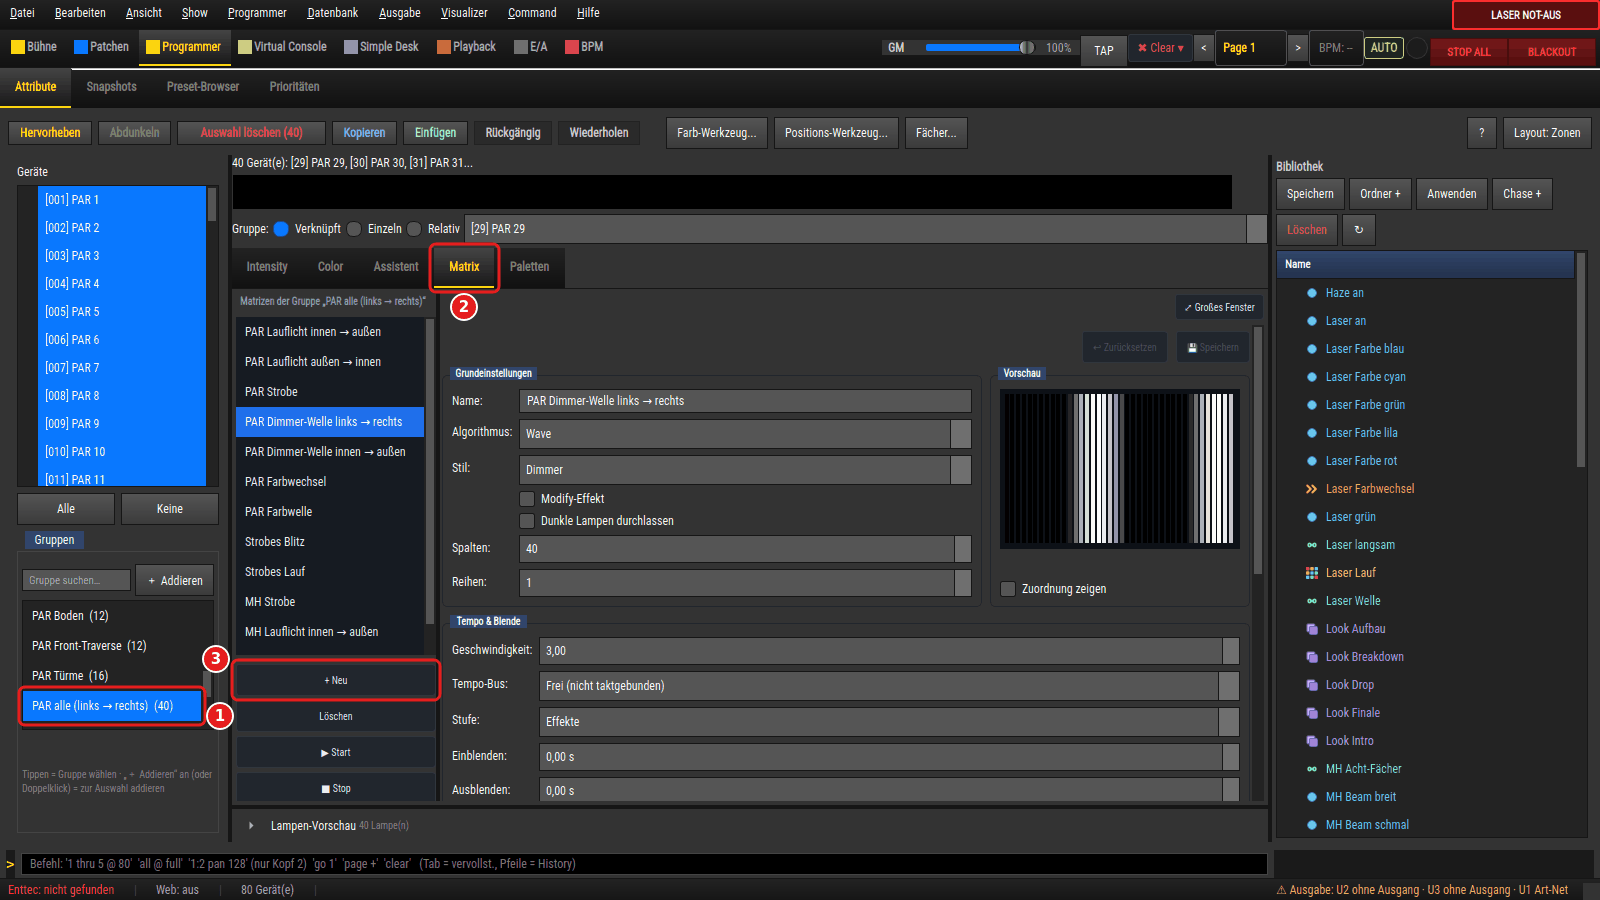 Datei Bearbeiten Ansicht Show Programmer Datenbank Ausgabe Visualizer Command Hilfe LASER NOT-AUS
Bühne Patchen Programmer Virtual Console Simple Desk Playback E/A BPM GM 100% TAP ✖ Clear ▾ < Page 1 > BPM: -- AUTO STOP ALL BLACKOUT
Attribute Snapshots Preset-Browser Prioritäten
Hervorheben Abdunkeln Auswahl löschen (40) Kopieren Einfügen Rückgängig Wiederholen Farb-Werkzeug... Positions-Werkzeug... Fächer... ? Layout: Zonen
Geräte
[001] PAR 1
[002] PAR 2
[003] PAR 3
[004] PAR 4
[005] PAR 5
[006] PAR 6
[007] PAR 7
[008] PAR 8
[009] PAR 9
[010] PAR 10
[011] PAR 11
Alle Keine
Gruppen
Gruppe suchen... + Addieren
PAR Boden (12)
PAR Front-Traverse (12)
PAR Türme (16)
PAR alle (links → rechts) (40)
1
Tippen = Gruppe wählen · „ + Addieren“ an (oder
Doppelklick) = zur Auswahl addieren
40 Gerät(e): [29] PAR 29, [30] PAR 30, [31] PAR 31...
Gruppe: Verknüpft Einzeln Relativ [29] PAR 29
Intensity Color Assistent Matrix Paletten
2
Matrizen der Gruppe „PAR alle (links → rechts)“
PAR Lauflicht innen → außen
PAR Lauflicht außen → innen
PAR Strobe
PAR Dimmer-Welle links → rechts
PAR Dimmer-Welle innen → außen
PAR Farbwechsel
PAR Farbwelle
Strobes Blitz
Strobes Lauf
MH Strobe
MH Lauflicht innen → außen
3
+ Neu
Löschen
▶ Start
■ Stop
⤢ Großes Fenster
↩ Zurücksetzen 💾 Speichern
Grundeinstellungen
Name: PAR Dimmer-Welle links → rechts
Algorithmus: Wave
Stil: Dimmer
Modify-Effekt
Dunkle Lampen durchlassen
Spalten: 40
Reihen: 1
Vorschau
Zuordnung zeigen
Tempo & Blende
Geschwindigkeit: 3,00
Tempo-Bus: Frei (nicht taktgebunden)
Stufe: Effekte
Einblenden: 0,00 s
Ausblenden: 0,00 s
Lampen-Vorschau 40 Lampe(n)
Bibliothek
Speichern Ordner + Anwenden Chase +
Löschen ↻
Name
Haze an
Laser an
Laser Farbe blau
Laser Farbe cyan
Laser Farbe grün
Laser Farbe lila
Laser Farbe rot
Laser Farbwechsel
Laser grün
Laser langsam
Laser Lauf
Laser Welle
Look Aufbau
Look Breakdown
Look Drop
Look Finale
Look Intro
MH Acht-Fächer
MH Beam breit
MH Beam schmal
> Befehl: '1 thru 5 @ 80' 'all @ full' '1:2 pan 128' (nur Kopf 2) 'go 1' 'page +' 'clear' (Tab = vervollst., Pfeile = History)
Enttec: nicht gefunden Web: aus 80 Gerät(e) ⚠ Ausgabe: U2 ohne Ausgang · U3 ohne Ausgang · U1 Art-Net